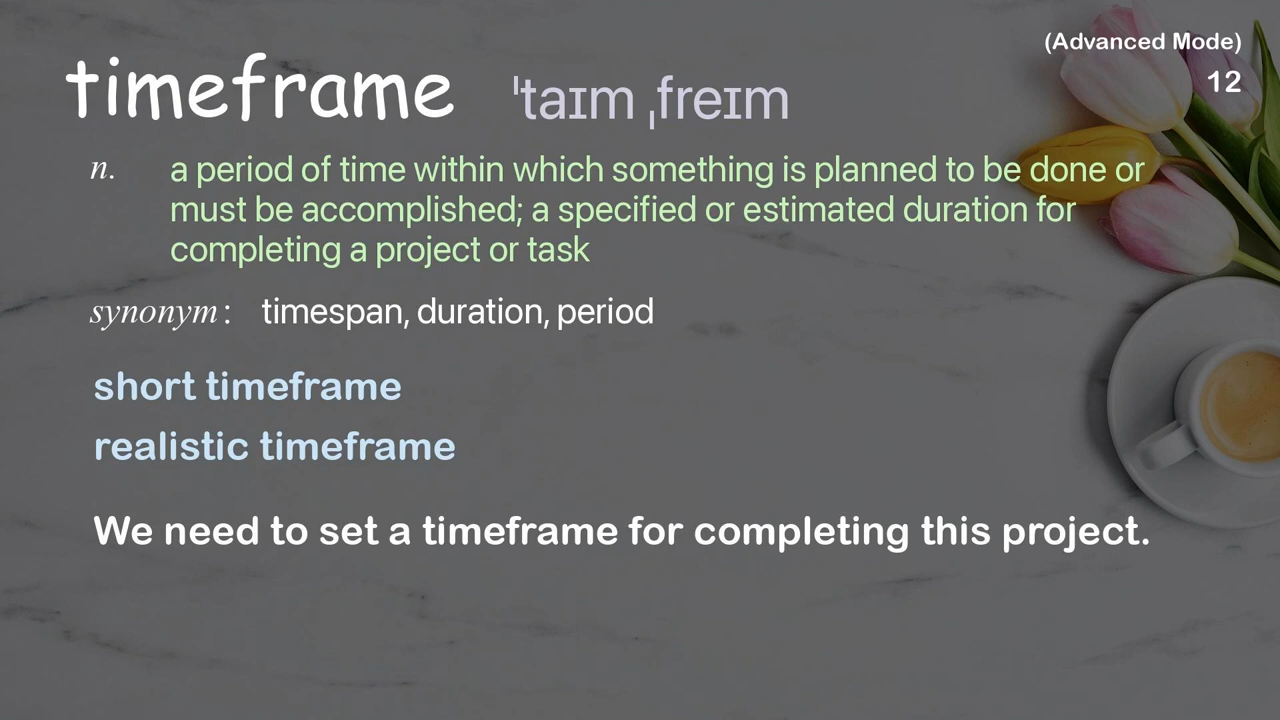 (Advanced Mode)
12
timeframe ˈtaɪm ˌfreɪm
n. a period of time within which something is planned to be done or
must be accomplished; a specified or estimated duration for
completing a project or task
synonym: timespan, duration, period
short timeframe
realistic timeframe
We need to set a timeframe for completing this project.